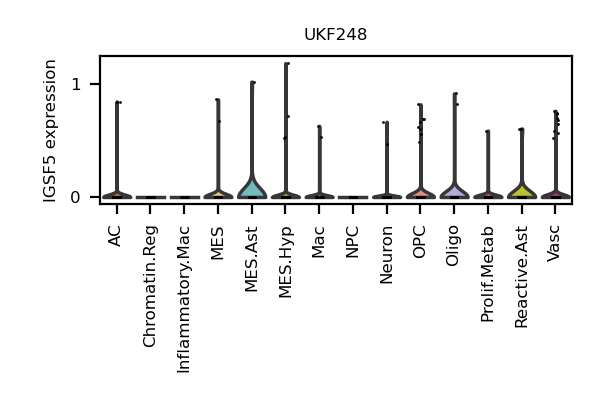 UKF248
IGSF5 expression
1
0
AC
Chromatin.Reg
Inflammatory.Mac
MES
MES.Ast
MES.Hyp
Mac
NPC
Neuron
OPC
Oligo
Prolif.Metab
Reactive.Ast
Vasc